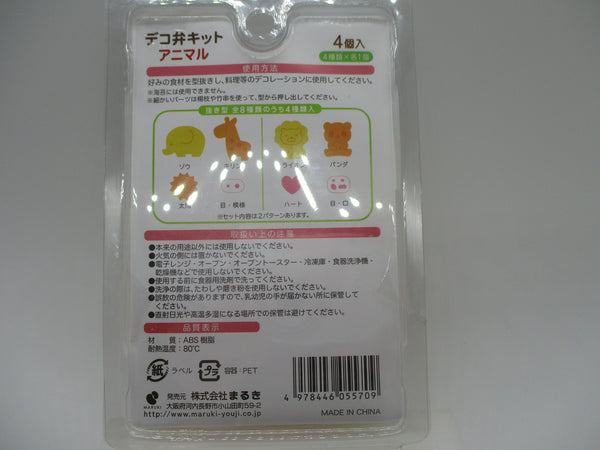 デコ弁キット
アニマル
4個入
4種類×各1個
使用方法
好みの食材を型抜きし、料理等のデコレーションに使用してください。
※海苔には使用できません。
※細かいパーツは楊枝や竹串を使って、型から押し出してください。
抜き型 全8種類のうち4種類入
ゾウ
キリン
ライオン
パンダ
太陽
目・模様
ハート
目・口
※セット内容は2パターンあります。
取扱い上の注意
●本来の用途以外には使用しないでください。
●火気の側には置かないでください。
●電子レンジ・オーブン・オーブントースター・冷凍庫・食器洗浄機・
乾燥機などで使用しないでください。
●使用する前に食器用洗剤で洗ってください。
●洗浄の際は、たわしや磨き粉を使用しないでください。
●誤飲の危険がありますので、乳幼児の手が届かない所に保管して
ください。
●直射日光や高温多湿になる場所での保管は避けてください。
品質表示
材 質:ABS樹脂
耐熱温度:80℃
紙 ラベル
プラ 容器:PET
MARUKI
発売元 株式会社まるき
大阪府河内長野市小山田町59-2
http://www.maruki-youji.co.jp
4 978446 055709
MADE IN CHINA